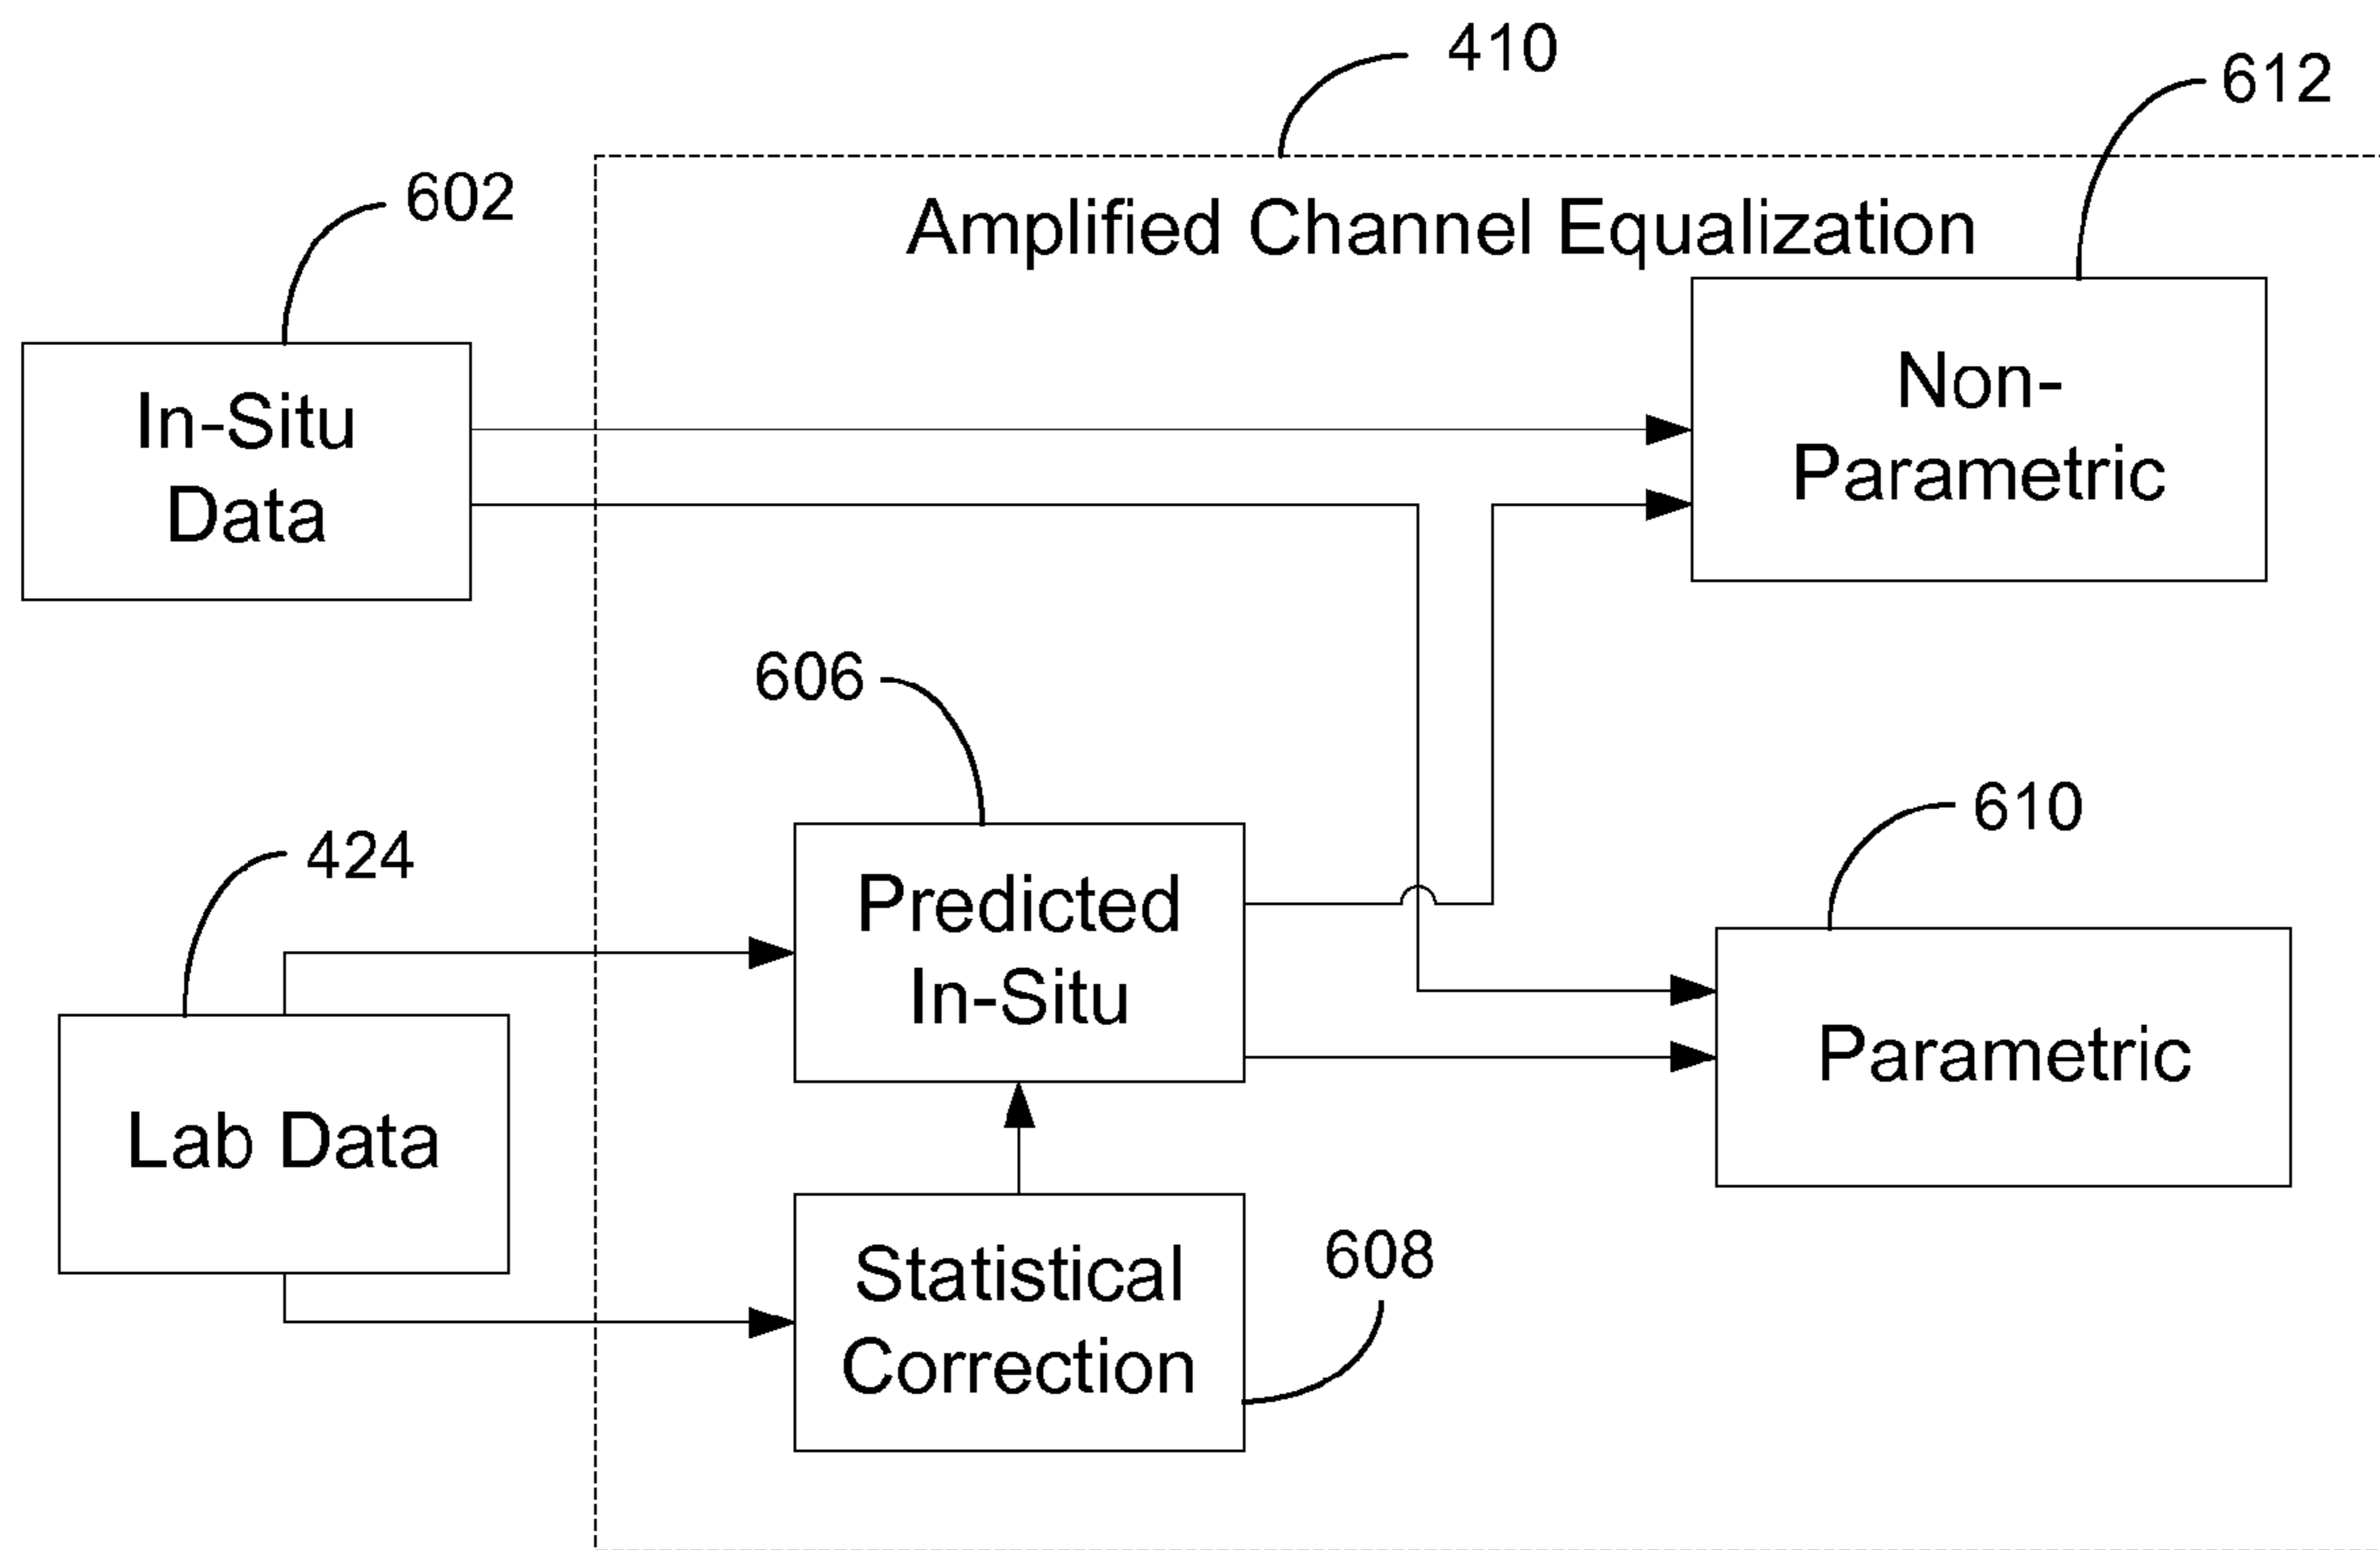 410
612
602
Amplified Channel Equalization
In-Situ
Data
Non-
Parametric
606
424
610
Predicted
In-Situ
Parametric
Lab Data
608
Statistical
Correction